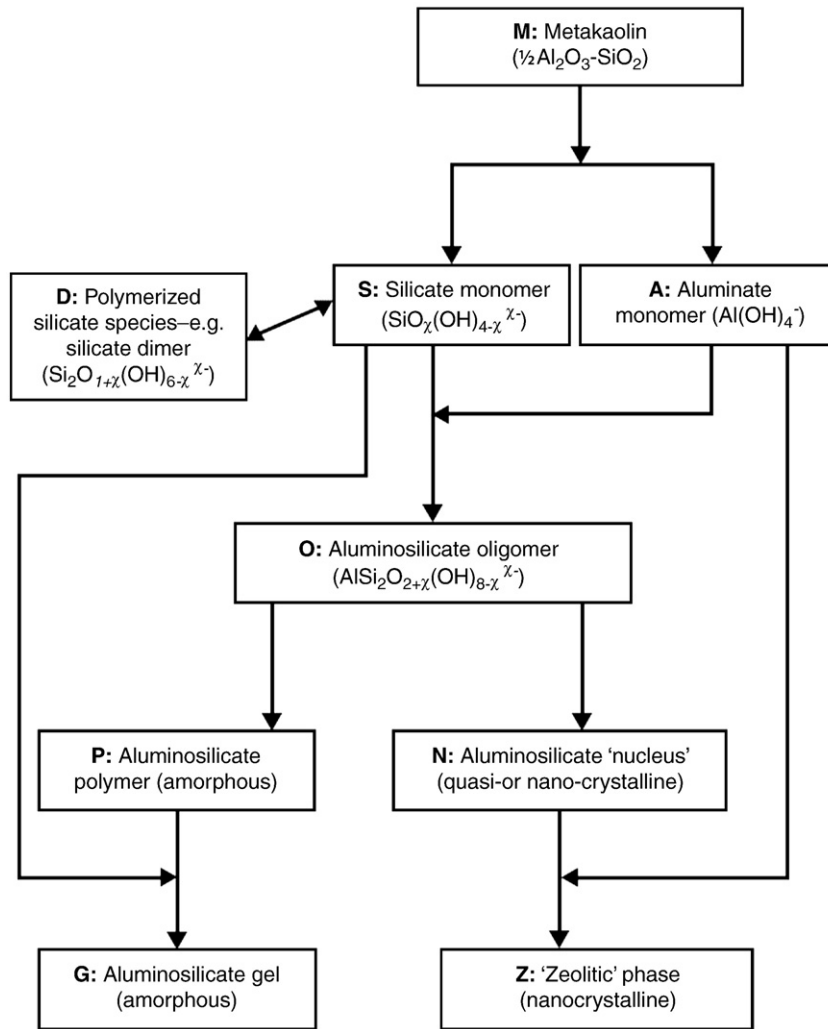 M: Metakaolin
(½Al₂O₃-SiO₂)
D: Polymerized
silicate species–e.g.
silicate dimer
(Si₂O₁₊χ(OH)₆₋χ χ-)
S: Silicate monomer
(SiOχ(OH)₄₋χ χ-)
A: Aluminate
monomer (Al(OH)₄⁻)
O: Aluminosilicate oligomer
(AlSi₂O₂₊χ(OH)₈₋χ χ-)
P: Aluminosilicate
polymer (amorphous)
N: Aluminosilicate ‘nucleus’
(quasi-or nano-crystalline)
G: Aluminosilicate gel
(amorphous)
Z: ‘Zeolitic’ phase
(nanocrystalline)